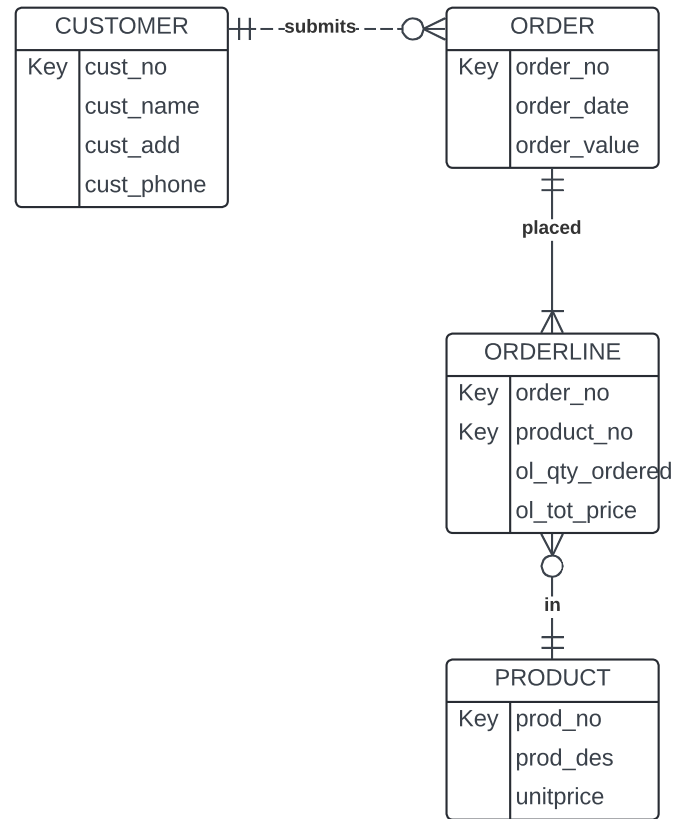 CUSTOMER
Key cust_no
cust_name
cust_add
cust_phone
submits
ORDER
Key order_no
order_date
order_value
placed
ORDERLINE
Key order_no
Key product_no
ol_qty_ordered
ol_tot_price
in
PRODUCT
Key prod_no
prod_des
unitprice